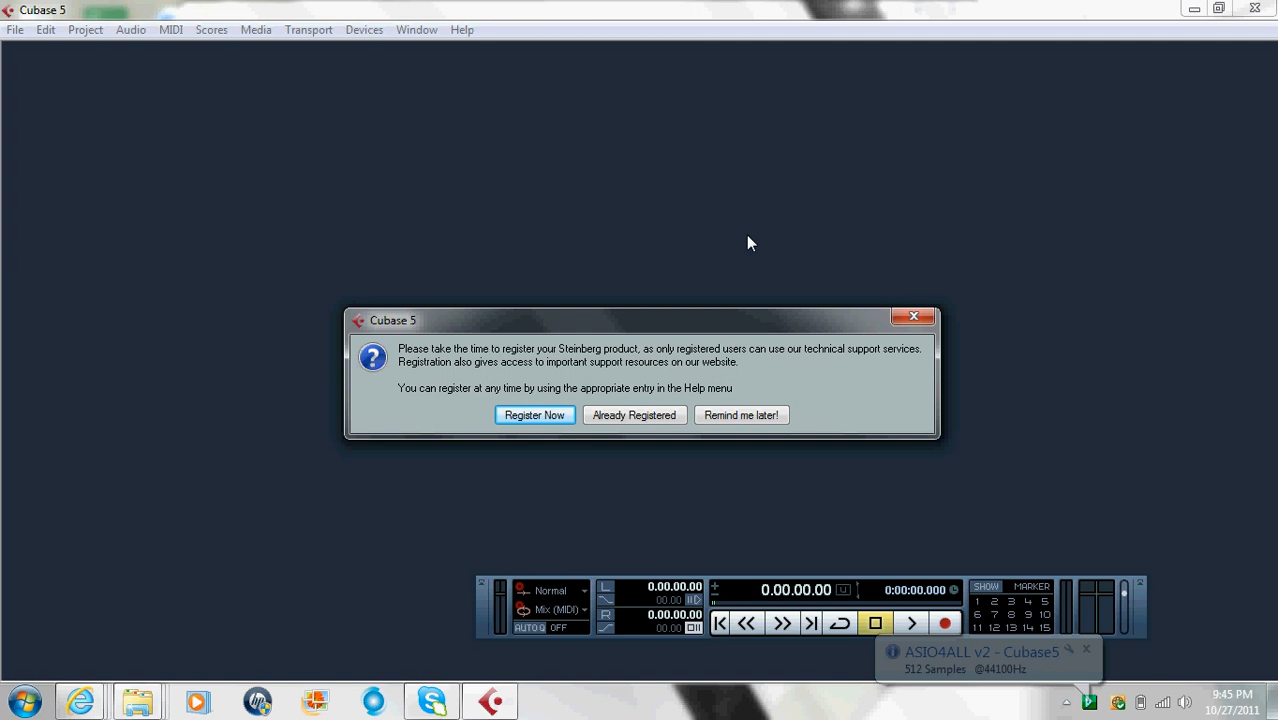 Cubase 5
File Edit Project Audio MIDI Scores Media Transport Devices Window Help
Cubase 5
Please take the time to register your Steinberg product, as only registered users can use our technical support services.
Registration also gives access to important support resources on our website.
You can register at any time by using the appropriate entry in the Help menu
Register Now Already Registered Remind me later!
Normal L 0.00.00.00 0.00.00.00 0:00:00.000 SHOW MARKER
00.00
1 2 3 4 5
Mix (MIDI) R 0.00.00.00 6 7 8 9 10
AUTO Q OFF 00.00 11 12 13 14 15
ASIO4ALL v2 - Cubase5
512 Samples @44100Hz
9:45 PM
10/27/2011